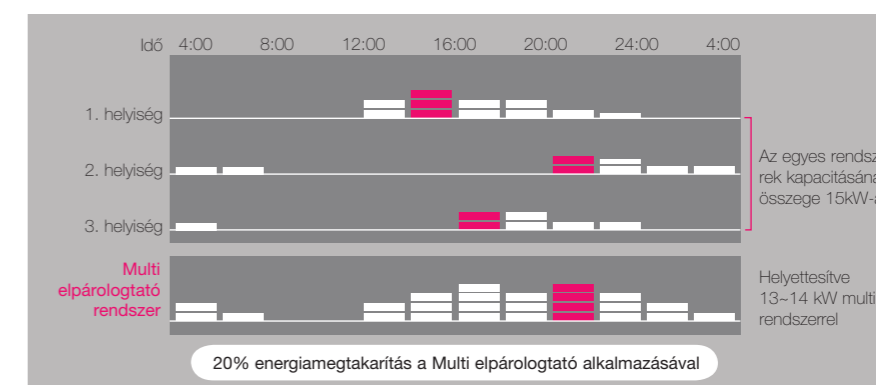 Idő 4:00 8:00 12:00 16:00 20:00 24:00 4:00
1. helyiség
2. helyiség
3. helyiség
Az egyes
rek
összege
Multi
elpárologtató
rendszer
Helyettesítve
13~14 kW multi
rendszerrel
20% energiamegtakarítás a Multi elpárologtató alkalmazásával